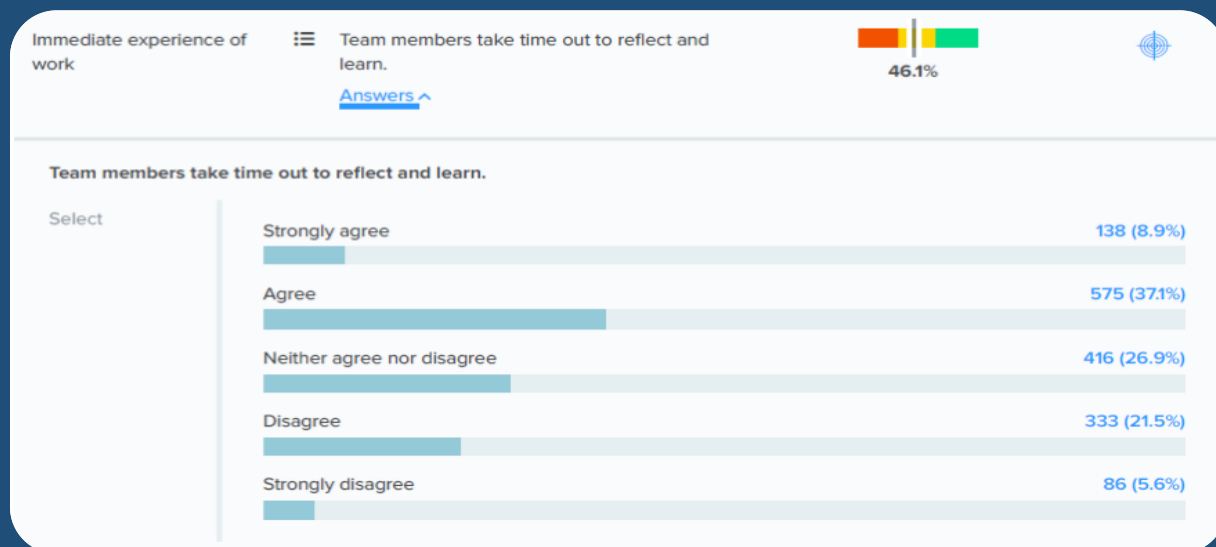 Immediate experience of
work
Team members take time out to reflect and
learn.
Answers
46.1%
Team members take time out to reflect and learn.
Select
Strongly agree 138 (8.9%)
Agree 575 (37.1%)
Neither agree nor disagree 416 (26.9%)
Disagree 333 (21.5%)
Strongly disagree 86 (5.6%)